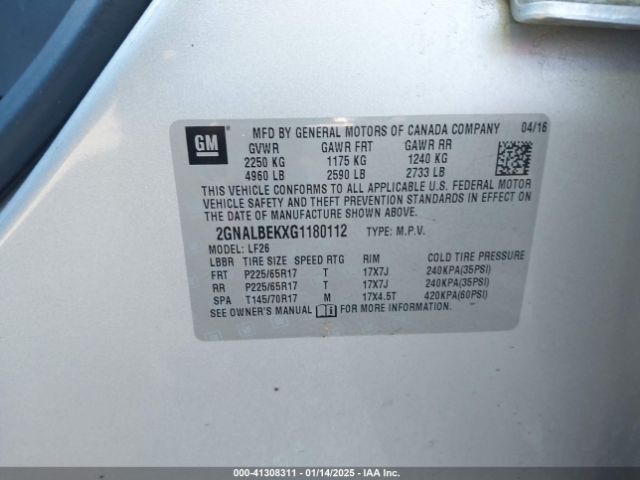 GM
MFD BY GENERAL MOTORS OF CANADA COMPANY 04/16
GVWR GAWR FRT GAWR RR
2250 KG 1175 KG 1240 KG
4960 LB 2590 LB 2733 LB
THIS VEHICLE CONFORMS TO ALL APPLICABLE U.S. FEDERAL MOTOR
VEHICLE SAFETY AND THEFT PREVENTION STANDARDS IN EFFECT ON
THE DATE OF MANUFACTURE SHOWN ABOVE.
2GNALBEKXG1180112 TYPE: M.P.V.
MODEL: LF26
LBBR TIRE SIZE SPEED RTG RIM COLD TIRE PRESSURE
FRT P225/65R17 T 17X7J 240KPA(35PSI)
RR P225/65R17 T 17X7J 240KPA(35PSI)
SPA T145/70R17 M 17X4.5T 420KPA(60PSI)
SEE OWNER'S MANUAL FOR MORE INFORMATION.
000-41308311 — 01/14/2025 — IAA Inc.